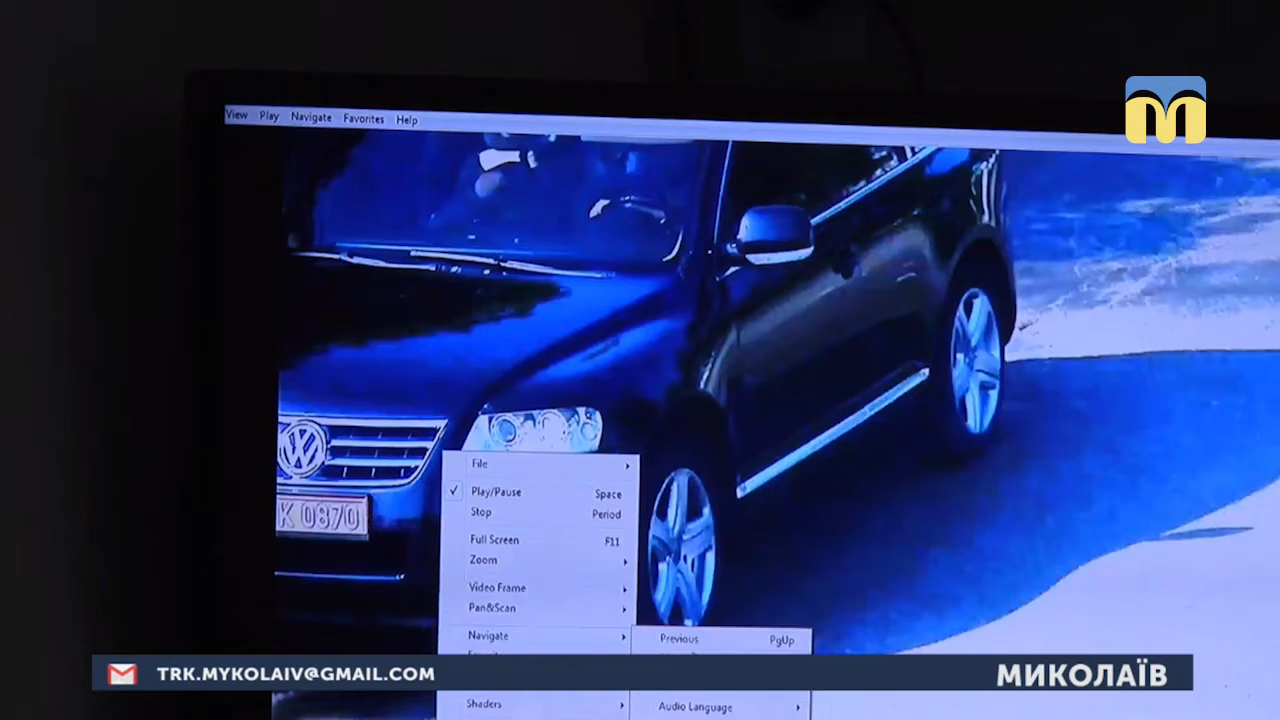 View Play Navigate Favorites Help
K 0870
File
Play/Pause Space
Stop Period
Full Screen F11
Zoom
Video Frame
Pan&Scan
Navigate
Previous PgUp
TRK.MYKOLAIV@GMAIL.COM
МИКОЛАЇВ
Shaders
Audio Language